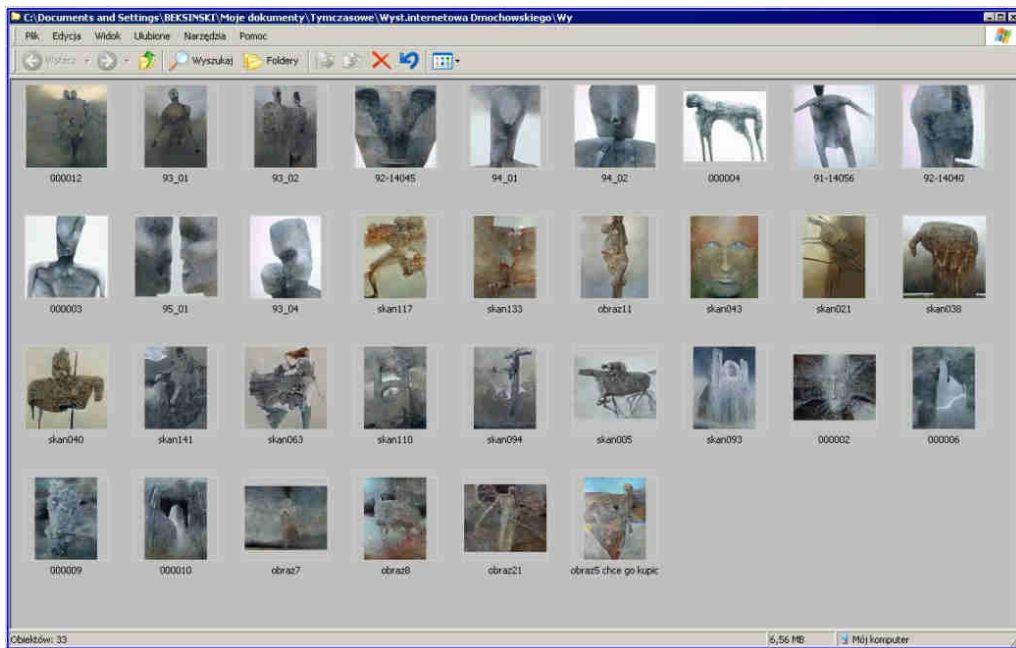 C:\Documents and Settings\BEKSINSKI\Moje dokumenty\Tymczasowe\Wyst.internetowa Dmochowskiego\Wy
Plik Edycja Widok Ulubione Narzędzia Pomoc
Wstecz Wyszukaj Foldery
000012 93_01 93_02 92-14045 94_01 94_02 000004 91-14056 92-14040
000003 95_01 93_04 skan117 skan133 obraz11 skan043 skan021 skan038
skan040 skan141 skan063 skan110 skan094 skan005 skan093 000002 000006
000009 000010 obraz7 obraz8 obraz21 obraz5 chce go kupic
Obiektów: 33 6,56 MB Mój komputer